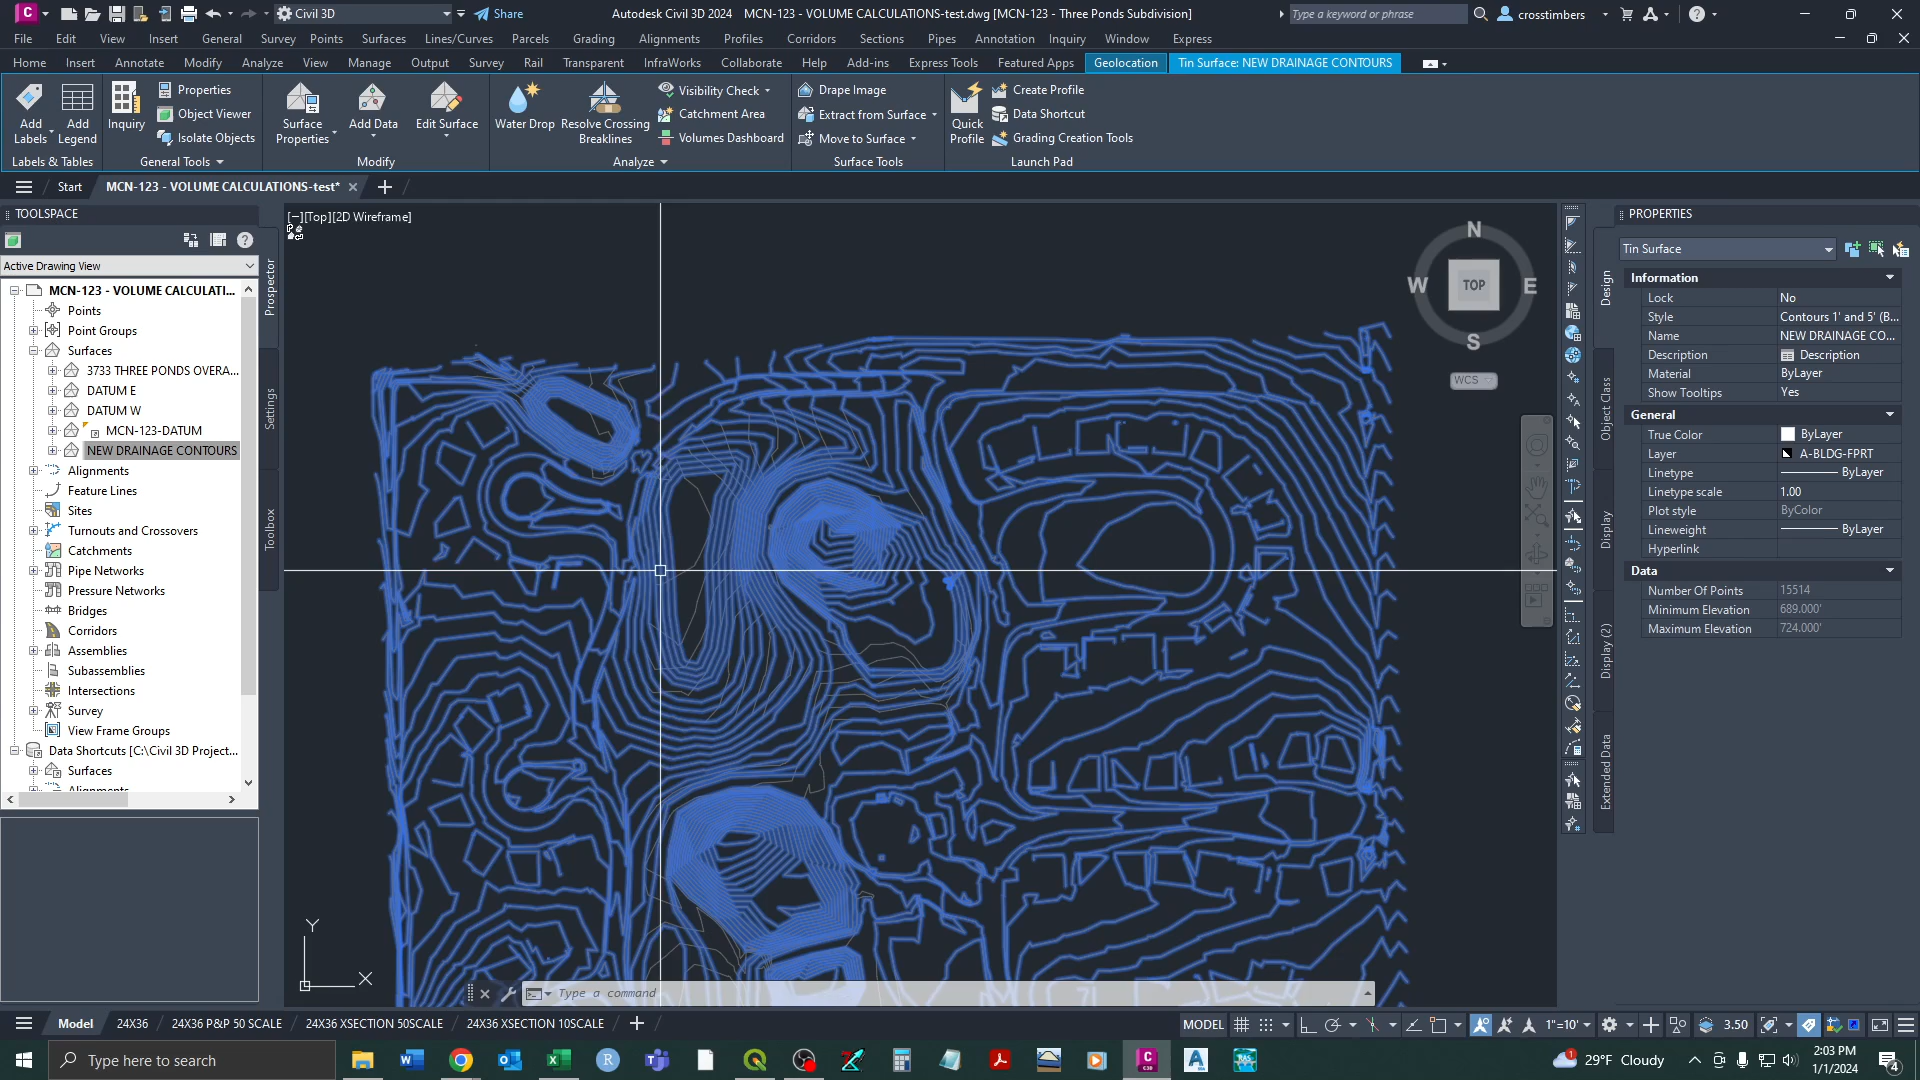 Civil 3D
Share
Autodesk Civil 3D 2024 MCN-123 - VOLUME CALCULATIONS-test.dwg [MCN-123 - Three Ponds Subdivision]
Type a keyword or phrase
crosstimbers
File Edit View Insert General Survey Points Surfaces Lines/Curves Parcels Grading Alignments Profiles Corridors Sections Pipes Annotation Inquiry Window Express
Home Insert Annotate Modify Analyze View Manage Output Survey Rail Transparent InfraWorks Collaborate Help Add-ins Express Tools Featured Apps Geolocation Tin Surface: NEW DRAINAGE CONTOURS
Add Labels
Add Legend
Labels & Tables
Inquiry
Properties
Object Viewer
Isolate Objects
General Tools
Surface Properties
Add Data
Edit Surface
Modify
Water Drop
Resolve Crossing Breaklines
Visibility Check
Catchment Area
Volumes Dashboard
Analyze
Drape Image
Extract from Surface
Move to Surface
Surface Tools
Quick Profile
Create Profile
Data Shortcut
Grading Creation Tools
Launch Pad
Start
MCN-123 - VOLUME CALCULATIONS-test*
TOOLSPACE
Active Drawing View
MCN-123 - VOLUME CALCULATI...
Points
Point Groups
Surfaces
3733 THREE PONDS OVERA...
DATUM E
DATUM W
MCN-123-DATUM
NEW DRAINAGE CONTOURS
Alignments
Feature Lines
Sites
Turnouts and Crossovers
Catchments
Pipe Networks
Pressure Networks
Bridges
Corridors
Assemblies
Subassemblies
Intersections
Survey
View Frame Groups
Data Shortcuts [C:\Civil 3D Project...
Surfaces
Alignments
Prospector
Settings
Toolbox
[−][Top][2D Wireframe]
N
W
TOP
E
S
WCS
Y
X
Type a command
PROPERTIES
Tin Surface
Design
Object Class
Display
Display (2)
Extended Data
Information
Lock No
Style Contours 1' and 5' (B...
Name NEW DRAINAGE CO...
Description Description
Material ByLayer
Show Tooltips Yes
General
True Color ByLayer
Layer A-BLDG-FPRT
Linetype ByLayer
Linetype scale 1.00
Plot style ByColor
Lineweight ByLayer
Hyperlink
Data
Number Of Points 15514
Minimum Elevation 689.000'
Maximum Elevation 724.000'
Model 24X36 24X36 P&P 50 SCALE 24X36 XSECTION 50SCALE 24X36 XSECTION 10SCALE
MODEL
1"=10'
3.50
Type here to search
29°F Cloudy
2:03 PM
1/1/2024
4